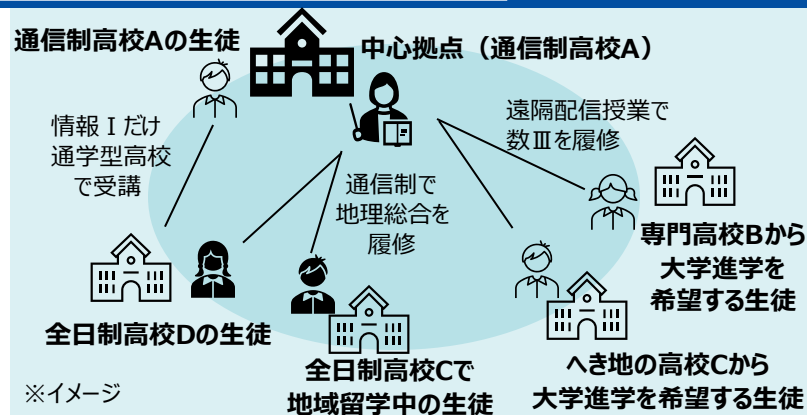 通信制高校Aの生徒
中心拠点（通信制高校A）
情報Ⅰだけ
通学型高校
で受講
通信制で
地理総合を
履修
遠隔配信授業で
数Ⅲを履修
専門高校Bから
大学進学を
希望する生徒
全日制高校Dの生徒
全日制高校Cで
地域留学中の生徒
へき地の高校Cから
大学進学を希望する生徒
※イメージ